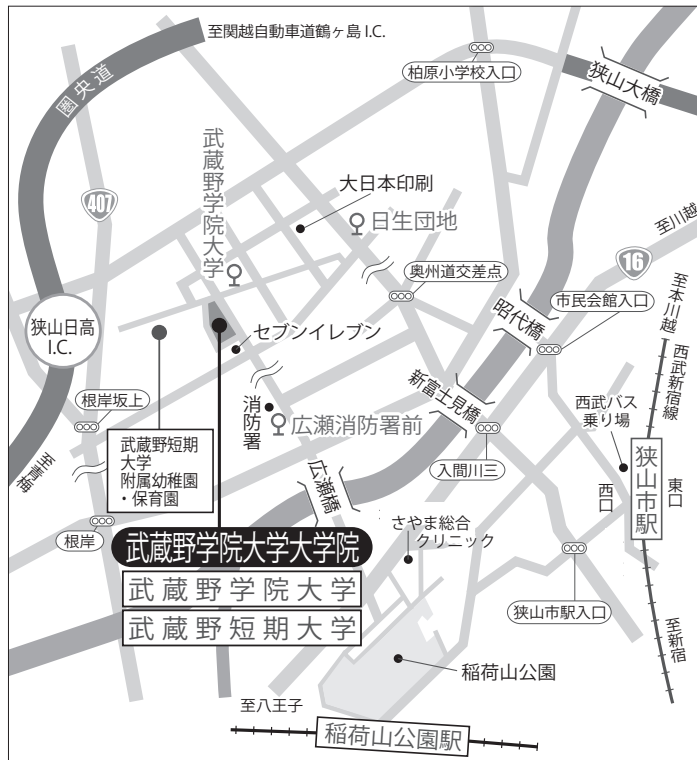 至関越自動車道鶴ヶ島 I.C.
圏央道
柏原小学校入口
狭山大橋
407
武蔵野学院大学
大日本印刷
日生団地
至川越
16
奥州道交差点
市民会館入口
昭代橋
至本川越
西武新宿線
狭山日高
I.C.
セブンイレブン
新富士見橋
根岸坂上
消防署
広瀬消防署前
西武バス
乗り場
至青梅
武蔵野短期
大学
附属幼稚園
・保育園
広瀬橋
入間川三
狭山市駅
東口
西口
根岸
さやま総合
クリニック
武蔵野学院大学大学院
武蔵野学院大学
武蔵野短期大学
狭山市駅入口
至新宿
稲荷山公園
至八王子
稲荷山公園駅